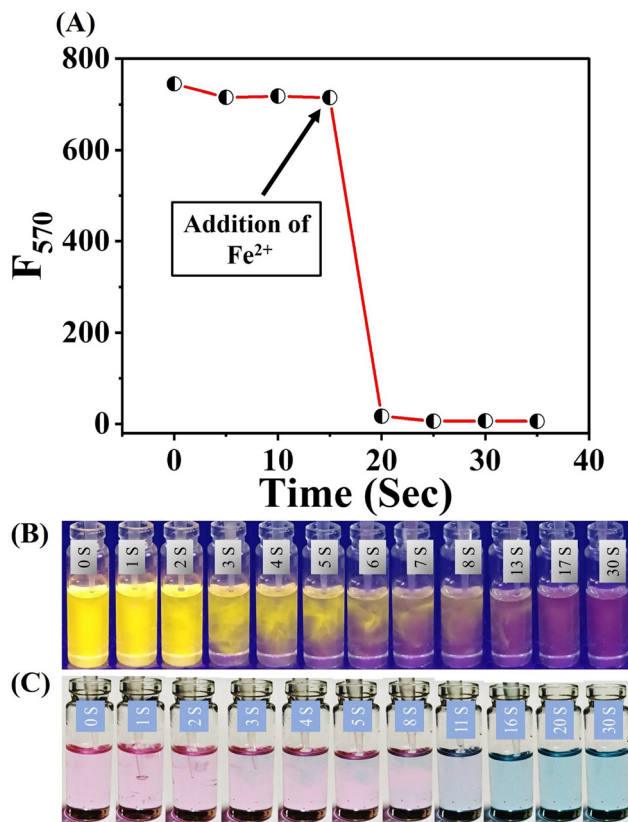 (A)
800
600
400
200
0
F570
Addition of
Fe²⁺
0
10
20
30
40
Time (Sec)
(B)
0 S
1 S
2 S
3 S
4 S
5 S
6 S
7 S
8 S
13 S
17 S
30 S
(C)
0 S
1 S
2 S
3 S
4 S
5 S
8 S
11 S
16 S
20 S
30 S